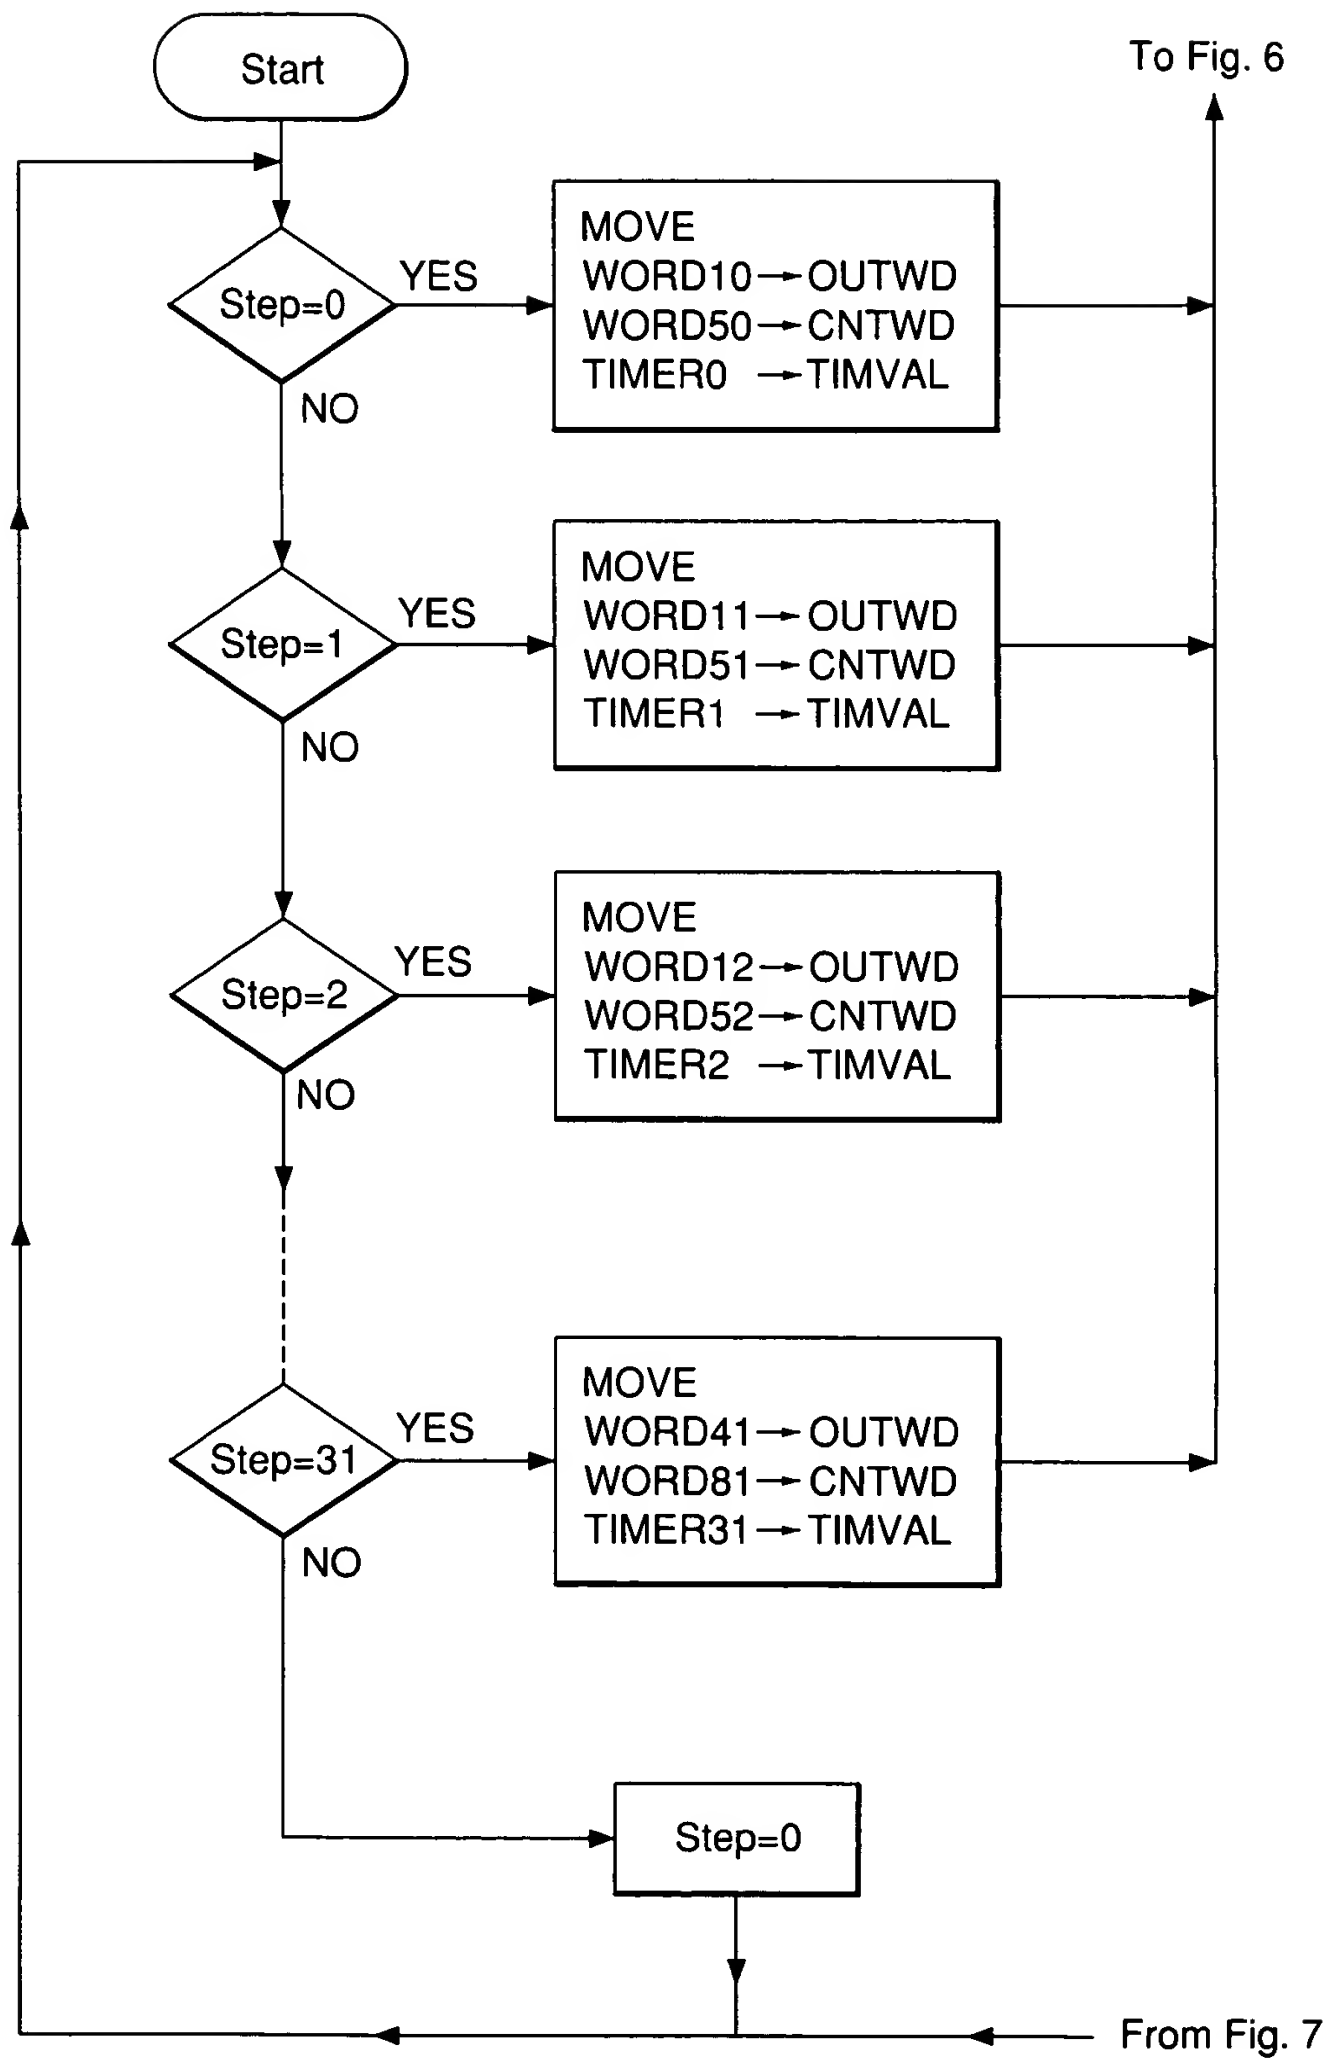 Start
To Fig. 6
Step=0
YES
NO
MOVE
WORD10→OUTWD
WORD50→CNTWD
TIMER0 →TIMVAL
Step=1
YES
NO
MOVE
WORD11→OUTWD
WORD51→CNTWD
TIMER1 →TIMVAL
Step=2
YES
NO
MOVE
WORD12→OUTWD
WORD52→CNTWD
TIMER2 →TIMVAL
Step=31
YES
NO
MOVE
WORD41→OUTWD
WORD81→CNTWD
TIMER31→TIMVAL
Step=0
From Fig. 7